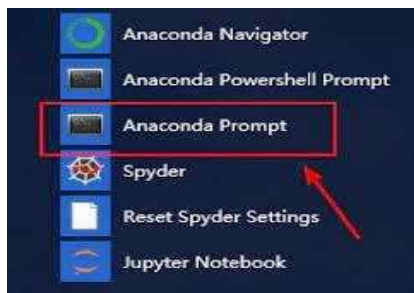 Anaconda Navigator
Anaconda Powershell Prompt
Anaconda Prompt
Spyder
Reset Spyder Settings
Jupyter Notebook